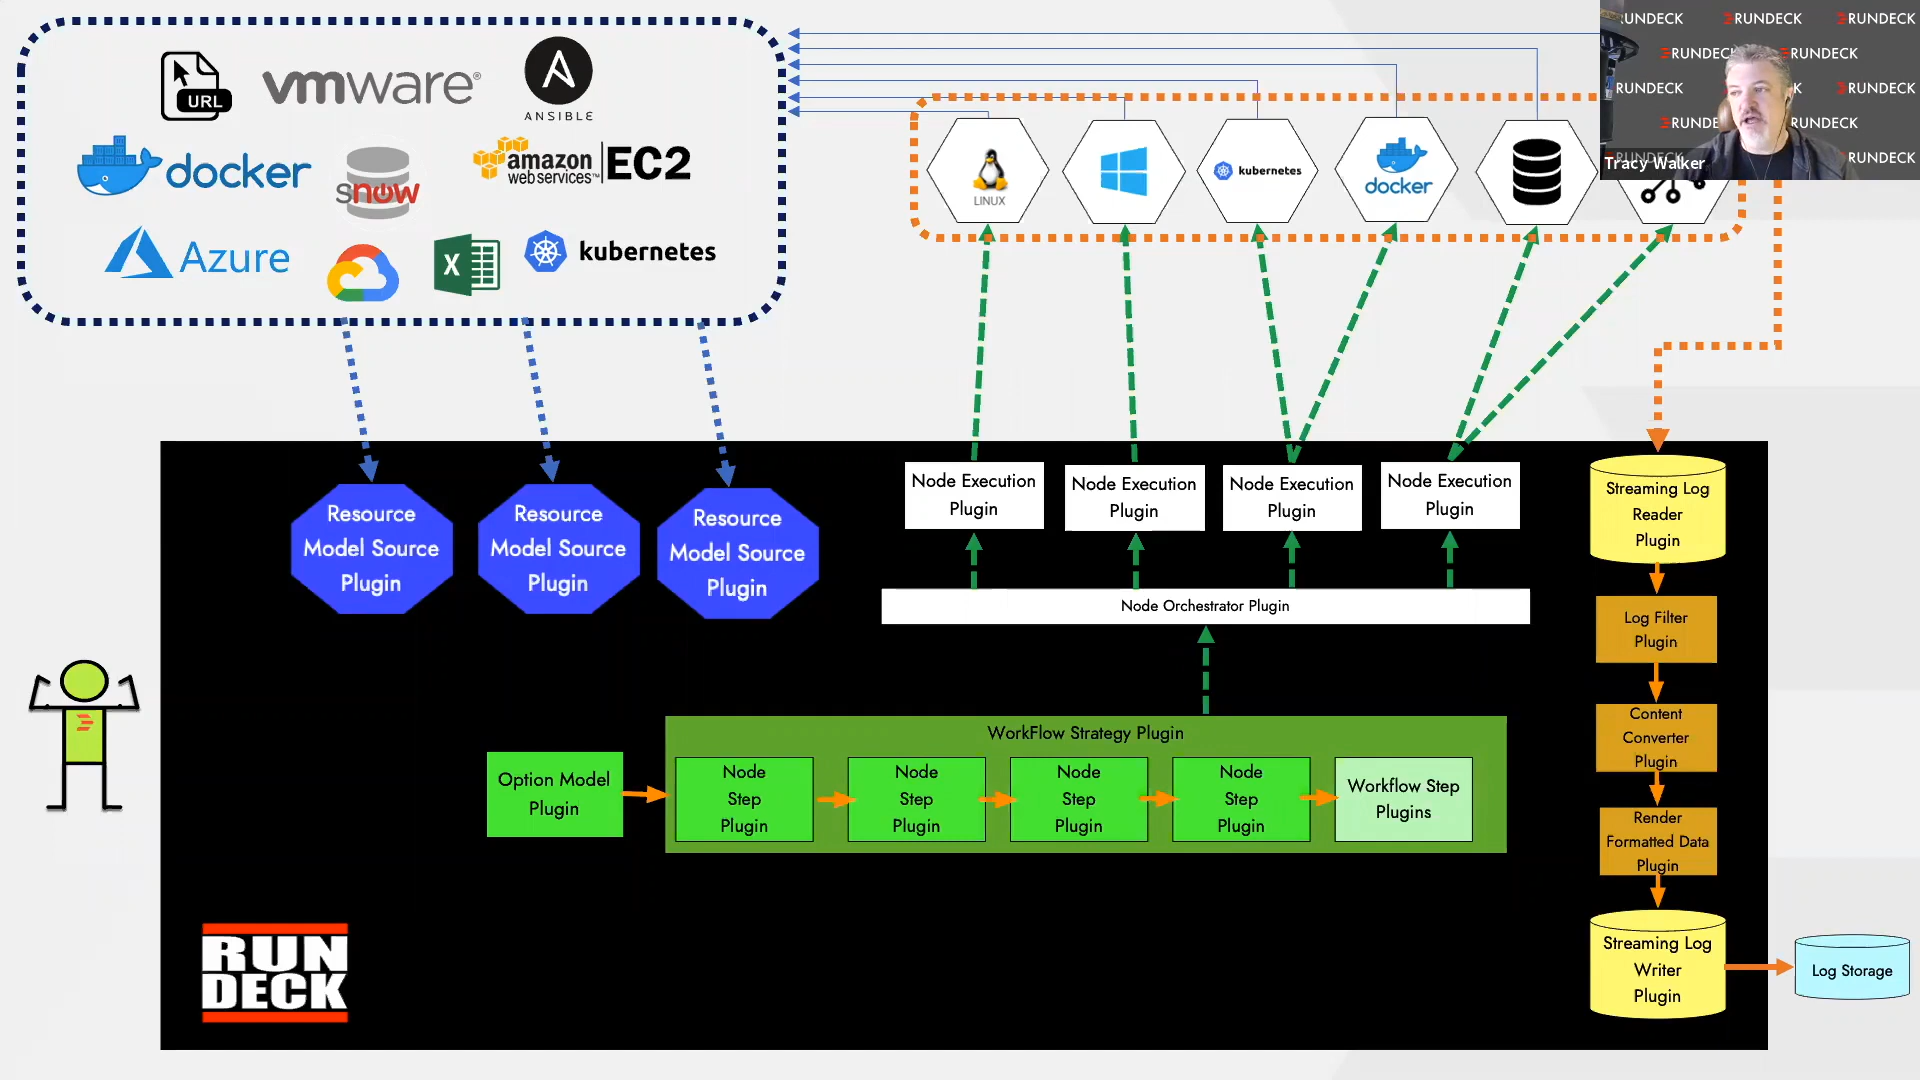 URL
vmware®
A
ANSIBLE
docker
snow
amazon
web services™
EC2
Azure
X
kubernetes
LINUX
kubernetes
docker
RUNDECK
RUNDECK
RUNDECK
RUNDECK
RUNDECK
RUNDECK
RUNDECK
RUNDECK
RUNDECK
RUNDECK
Tracy Walker
Resource
Model Source
Plugin
Resource
Model Source
Plugin
Resource
Model Source
Plugin
Node Execution
Plugin
Node Execution
Plugin
Node Execution
Plugin
Node Execution
Plugin
Node Orchestrator Plugin
Streaming Log
Reader
Plugin
Log Filter
Plugin
Content
Converter
Plugin
Render
Formatted Data
Plugin
Streaming Log
Writer
Plugin
Log Storage
WorkFlow Strategy Plugin
Option Model
Plugin
Node
Step
Plugin
Node
Step
Plugin
Node
Step
Plugin
Node
Step
Plugin
Workflow Step
Plugins
RUN
DECK